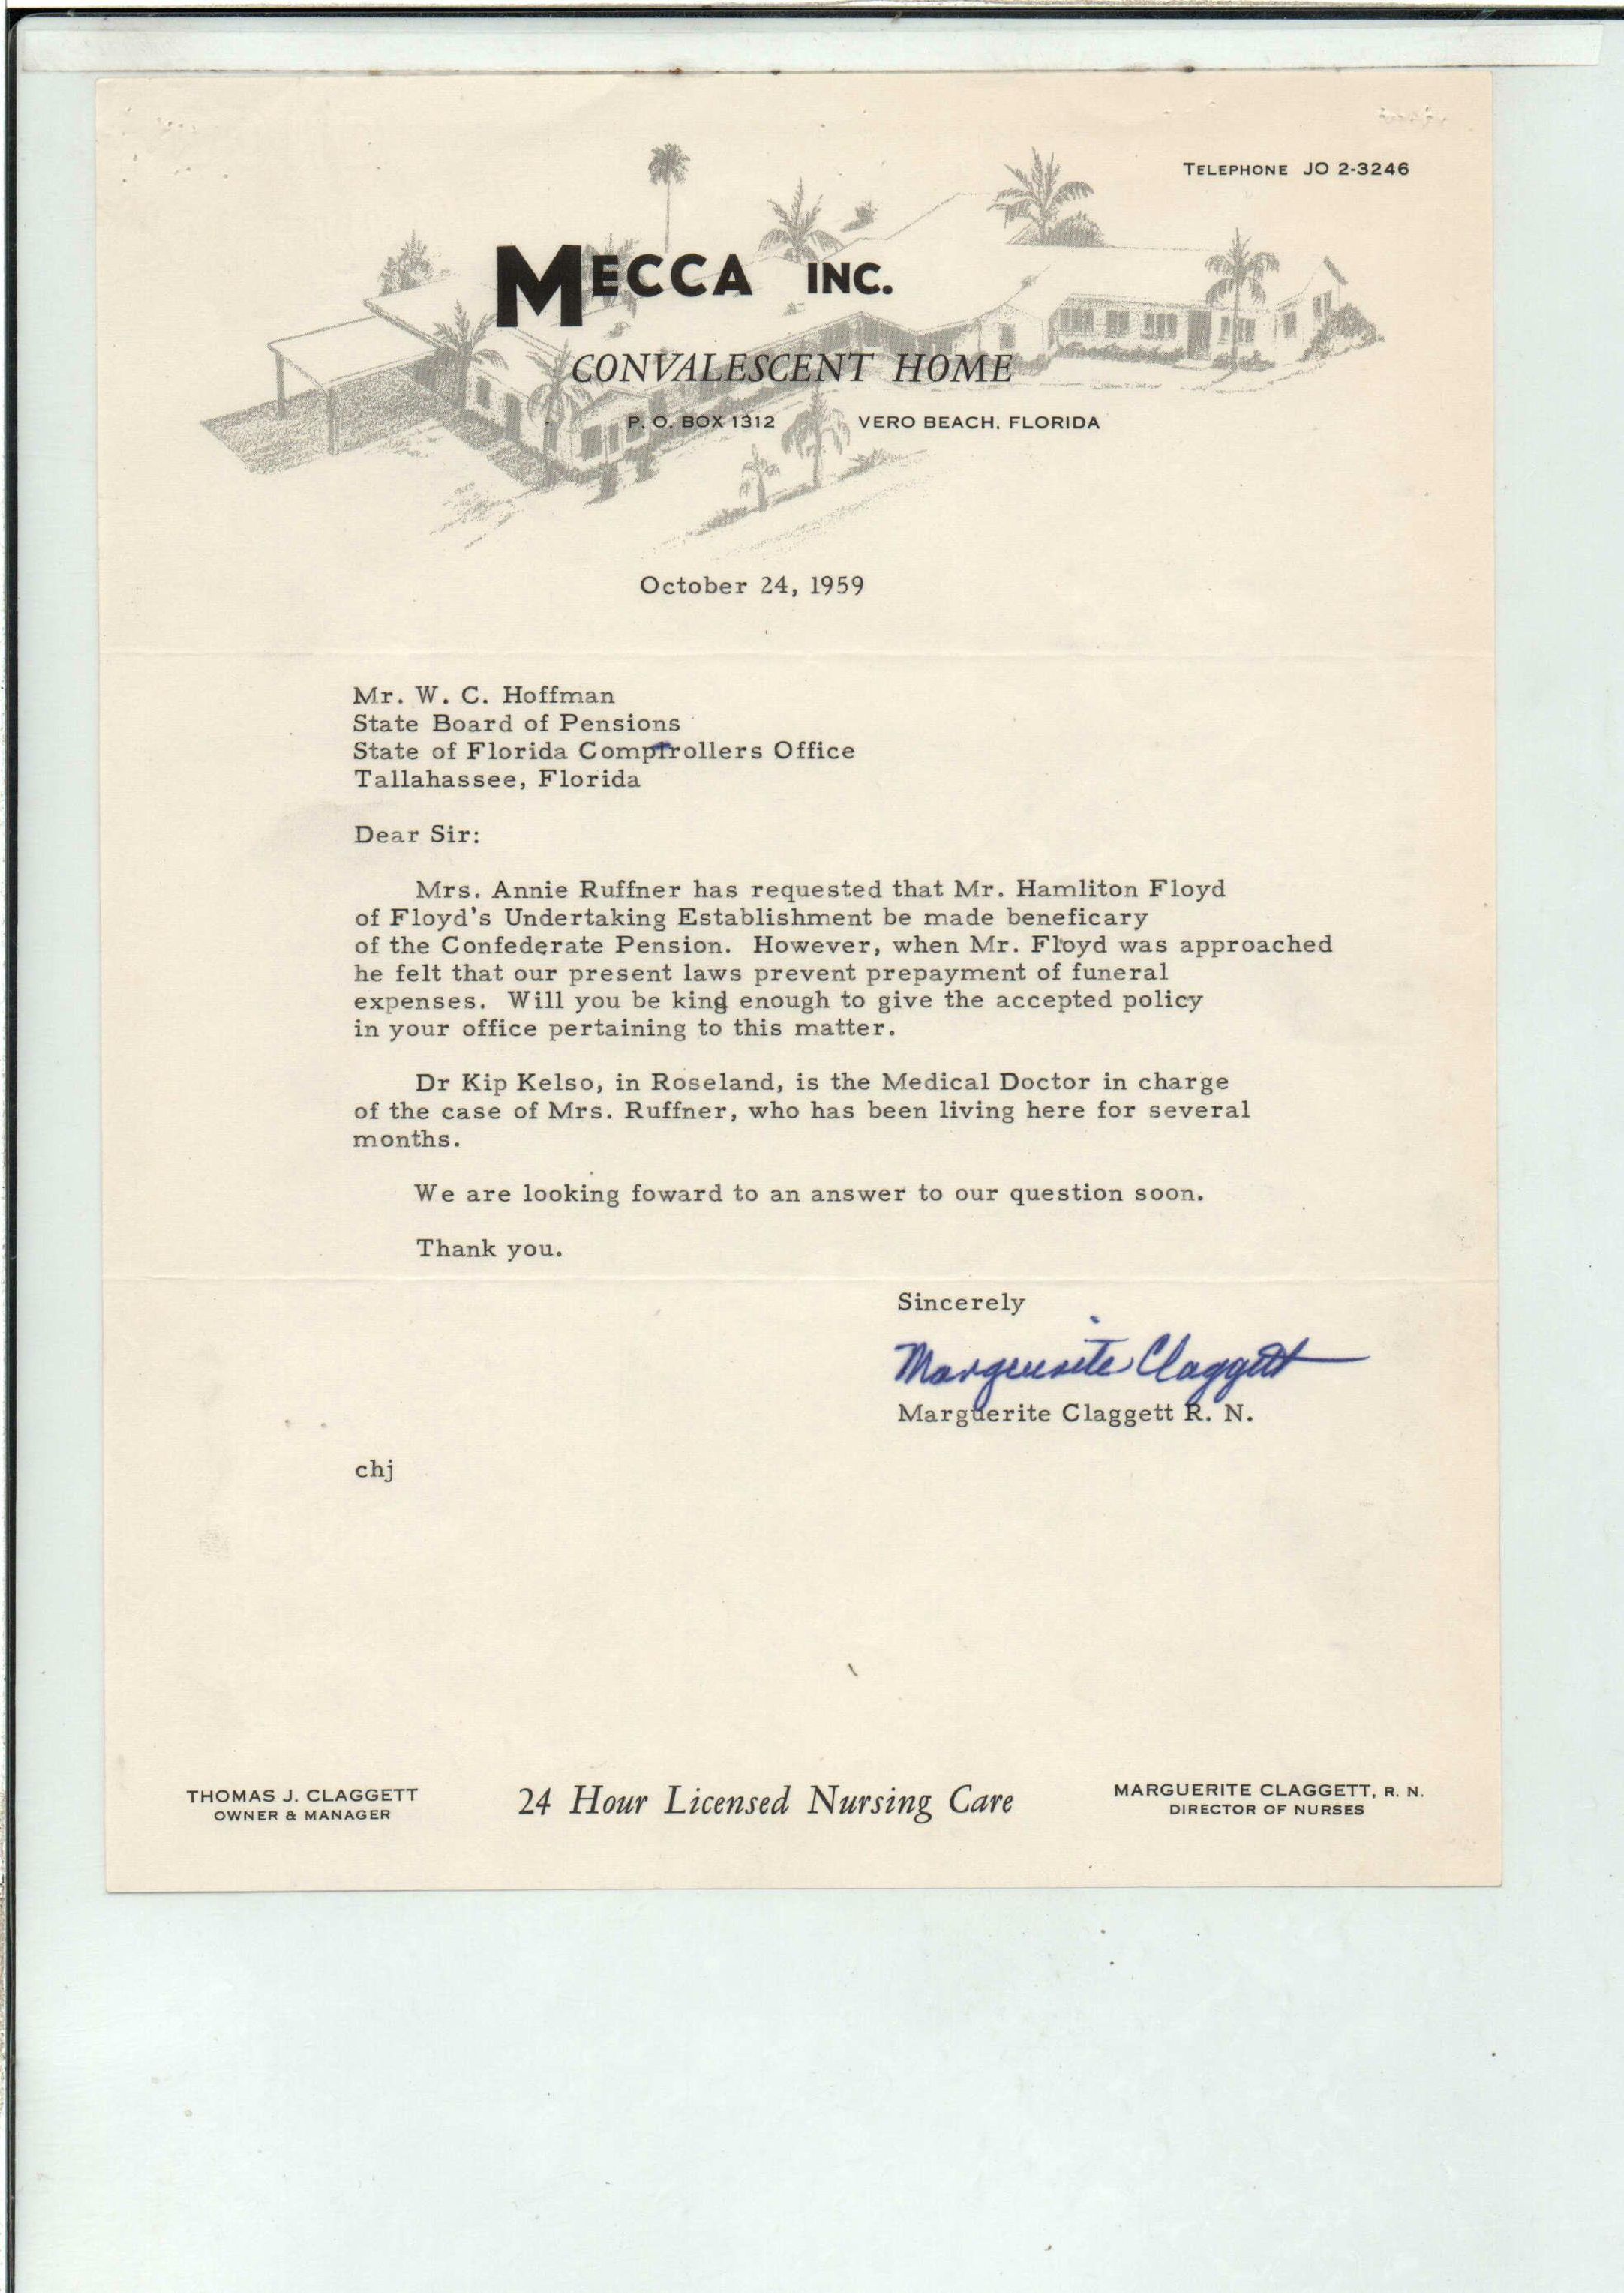 TELEPHONE JO 2-3246
MECCA INC.
CONVALESCENT HOME
P. O. BOX 1312 VERO BEACH, FLORIDA
October 24, 1959
Mr. W. C. Hoffman
State Board of Pensions
State of Florida Comptrollers Office
Tallahassee, Florida
Dear Sir:
Mrs. Annie Ruffner has requested that Mr. Hamliton Floyd
of Floyd's Undertaking Establishment be made beneficary
of the Confederate Pension. However, when Mr. Floyd was approached
he felt that our present laws prevent prepayment of funeral
expenses. Will you be kind enough to give the accepted policy
in your office pertaining to this matter.
Dr Kip Kelso, in Roseland, is the Medical Doctor in charge
of the case of Mrs. Ruffner, who has been living here for several
months.
We are looking foward to an answer to our question soon.
Thank you.
Sincerely
Marguerite Claggett
Marguerite Claggett R. N.
chj
THOMAS J. CLAGGETT
OWNER & MANAGER
24 Hour Licensed Nursing Care
MARGUERITE CLAGGETT, R. N.
DIRECTOR OF NURSES